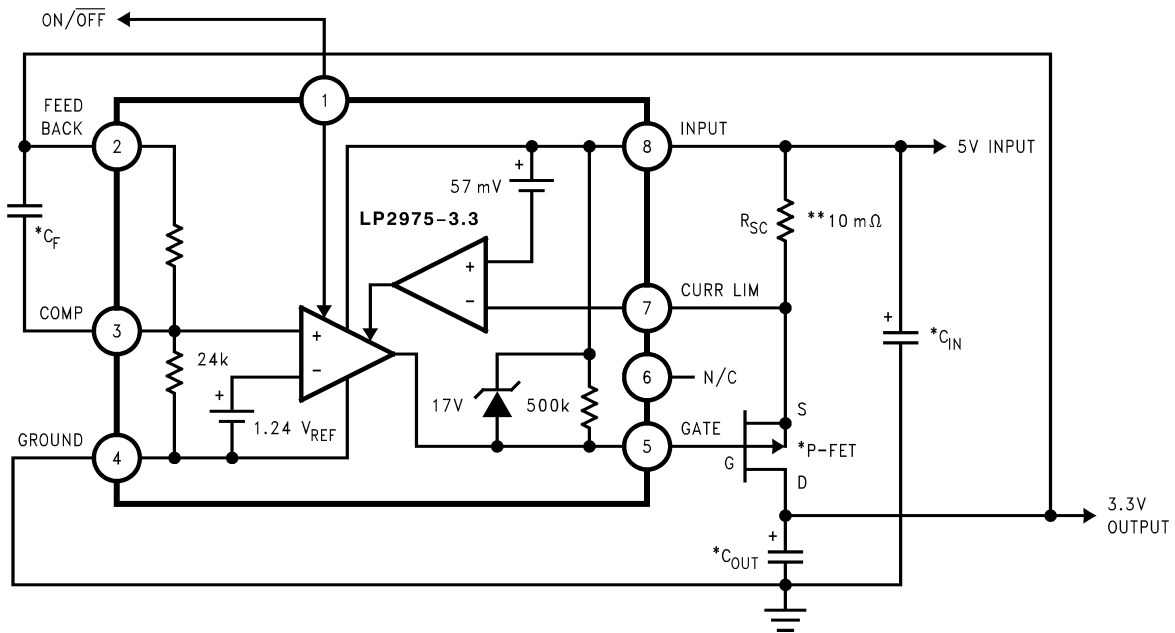 ON/OFF
FEED
BACK
1
2
8
INPUT
5V INPUT
+
57 mV
LP2975-3.3
R_SC
**10 mΩ
*C_F
+
-
7
CURR LIM
COMP
3
+
-
+
*C_IN
24k
6
N/C
+
1.24 V_REF
17V
500k
S
GROUND
4
5
GATE
*P-FET
G
D
3.3V
OUTPUT
+
*C_OUT